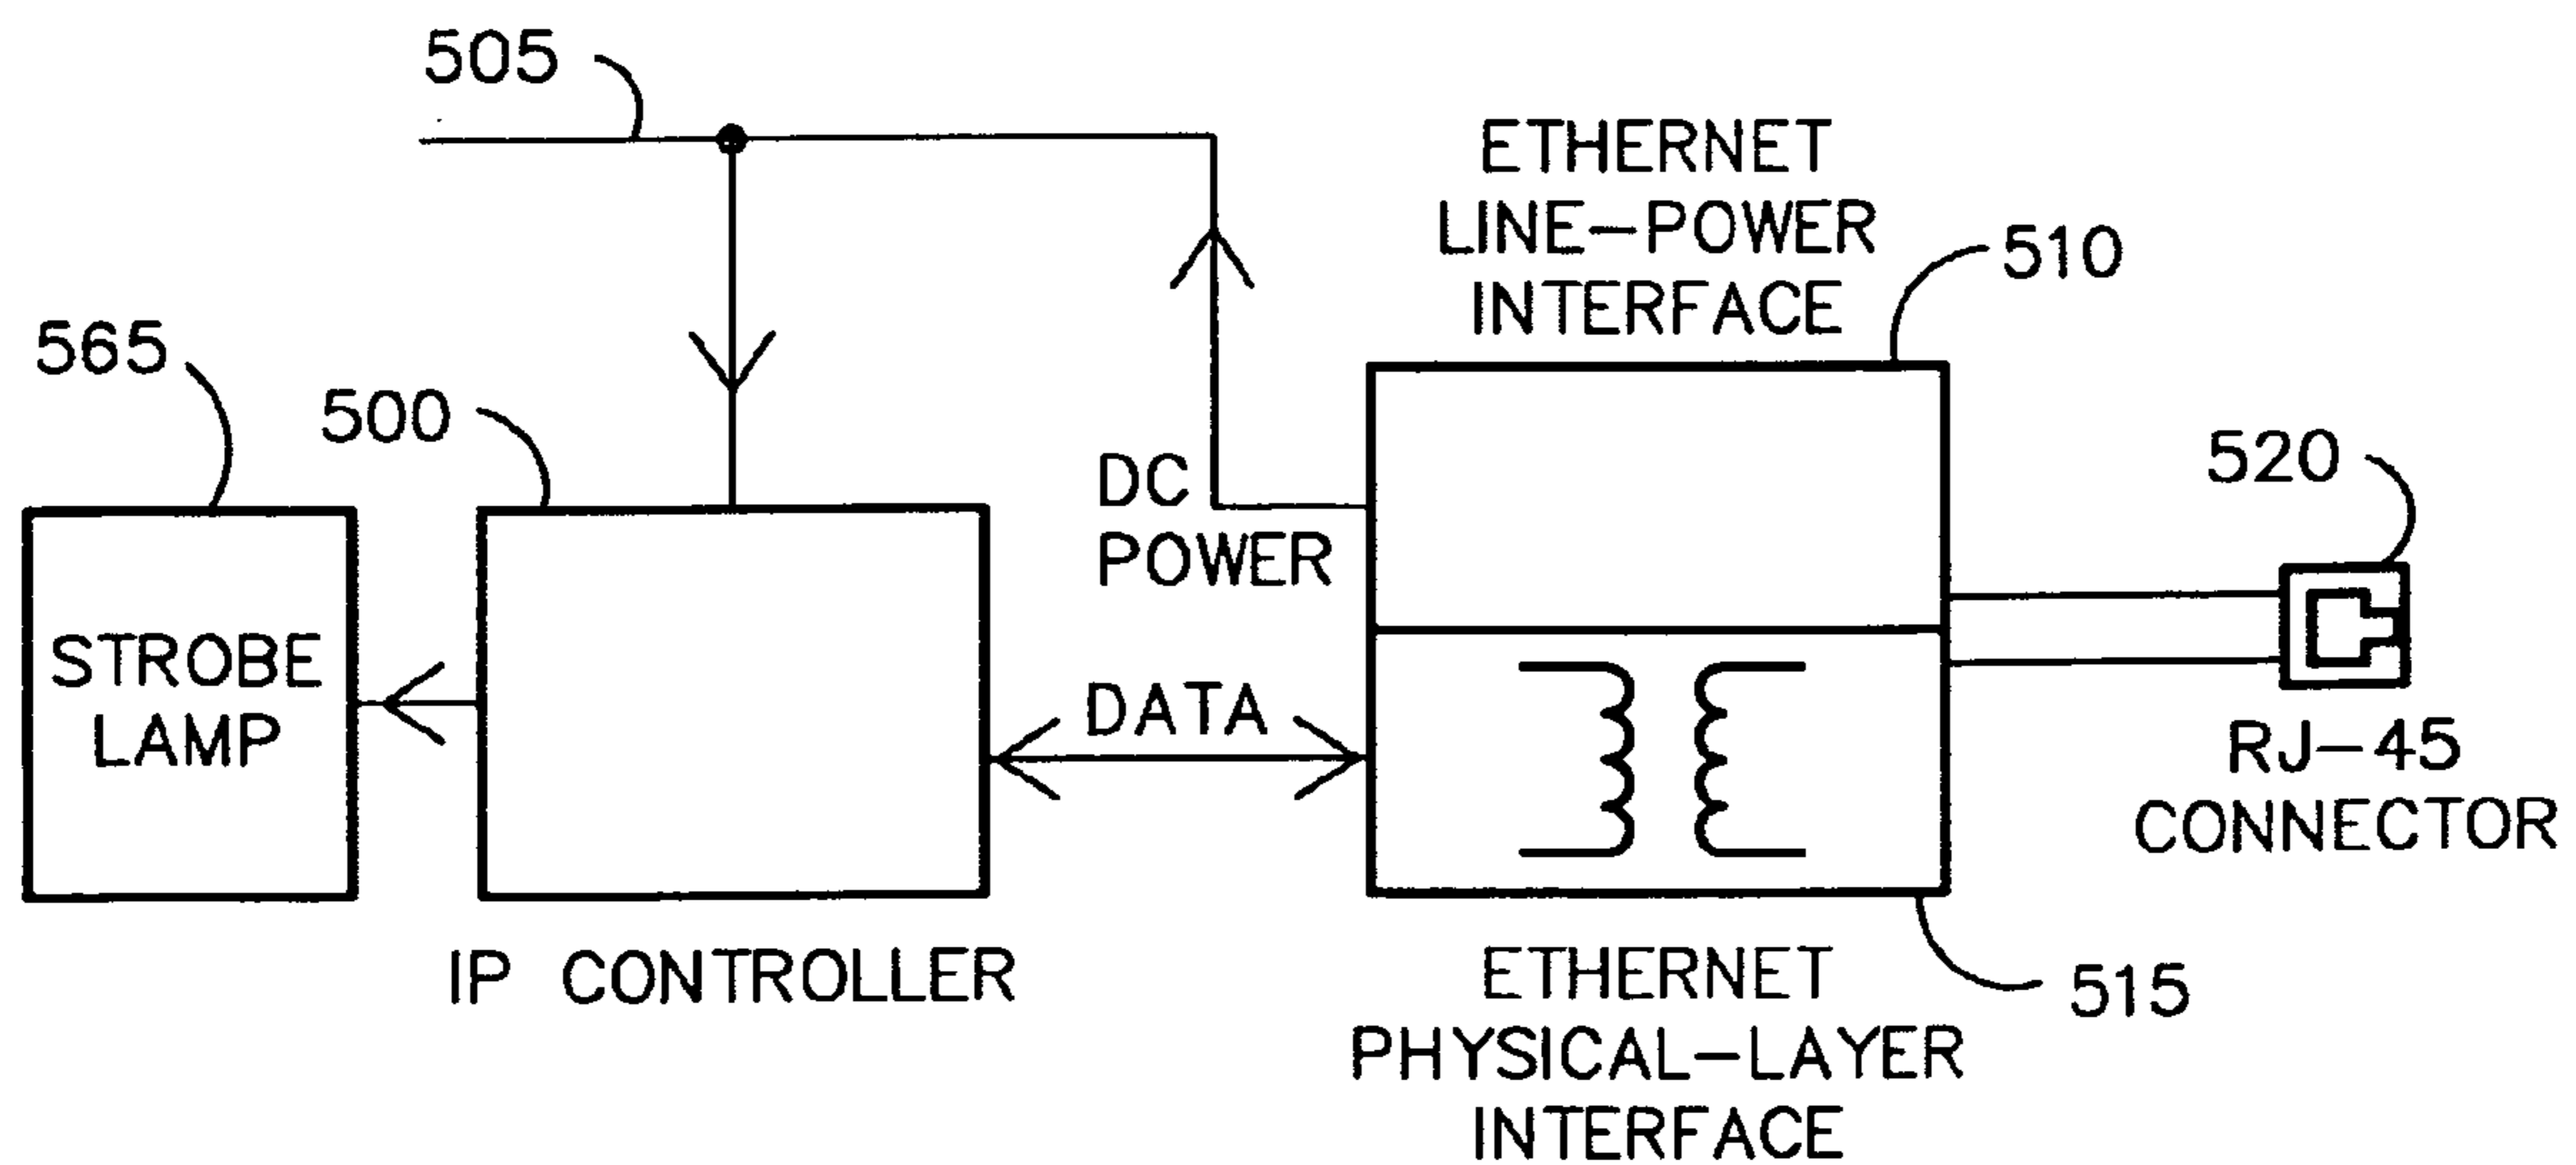 505
ETHERNET
LINE-POWER
INTERFACE
510
565
500
DC
POWER
520
STROBE
LAMP
DATA
RJ-45
CONNECTOR
IP CONTROLLER
ETHERNET
PHYSICAL-LAYER
INTERFACE
515